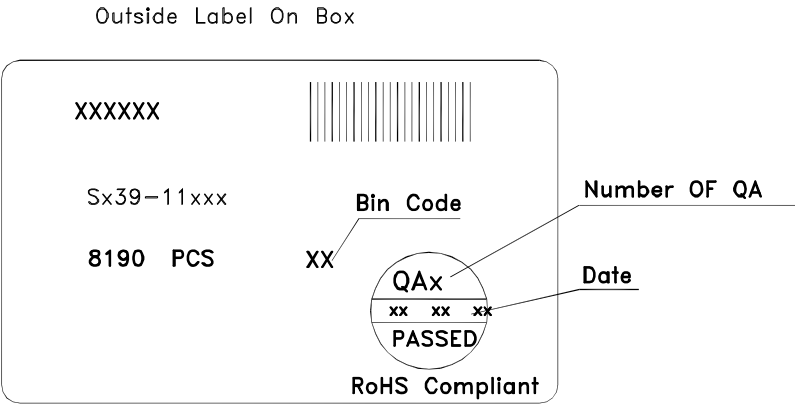 Outside Label On Box
XXXXXX
Sx39-11xxx
Bin Code
Number OF QA
8190 PCS
XX
QAx
Date
xx xx xx
PASSED
RoHS Compliant